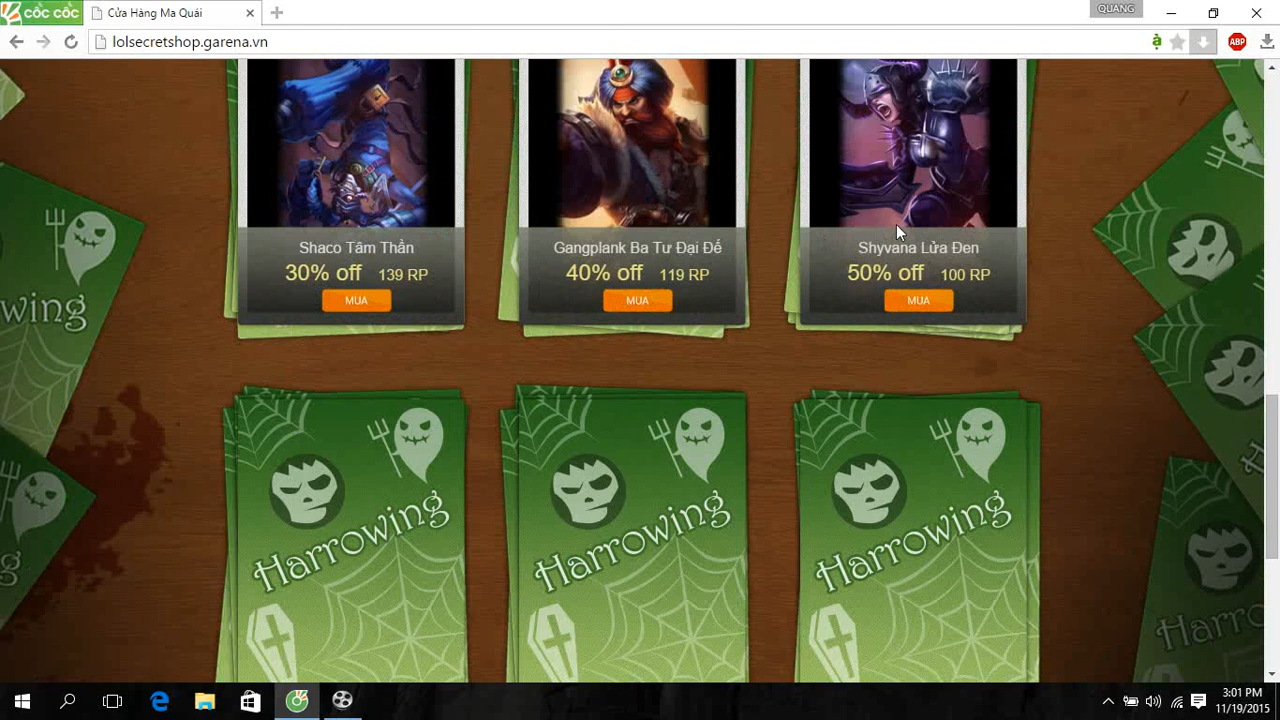 cốc cốc
Cửa Hàng Ma Quái
QUANG
lolsecretshop.garena.vn
ABP
Shaco Tâm Thần
30% off 139 RP
MUA
Gangplank Ba Tư Đại Đế
40% off 119 RP
MUA
Shyvana Lửa Đen
50% off 100 RP
MUA
Harrowing
Harrowing
Harrowing
Harrowing
3:01 PM
11/19/2015